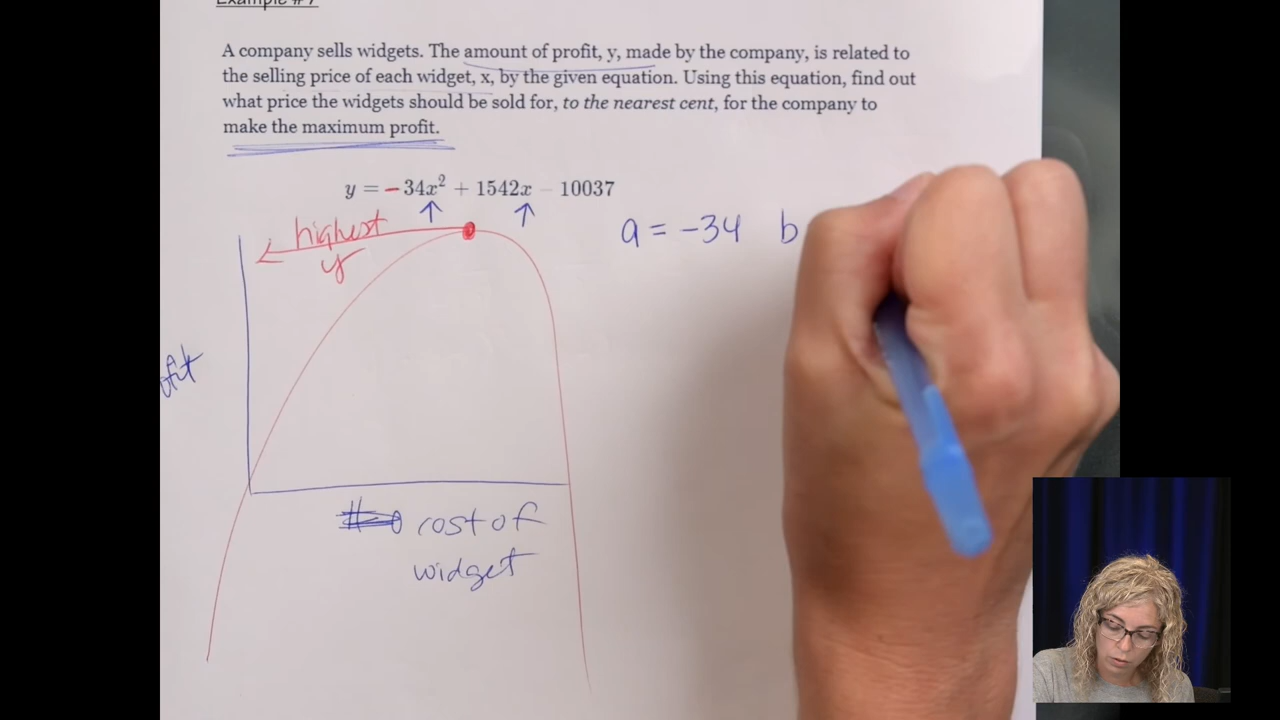 Example #7
A company sells widgets. The amount of profit, y, made by the company, is related to
the selling price of each widget, x, by the given equation. Using this equation, find out
what price the widgets should be sold for, to the nearest cent, for the company to
make the maximum profit.
y = -34x² + 1542x - 10037
highest
y
a = -34 b
ofit
cost of
widget